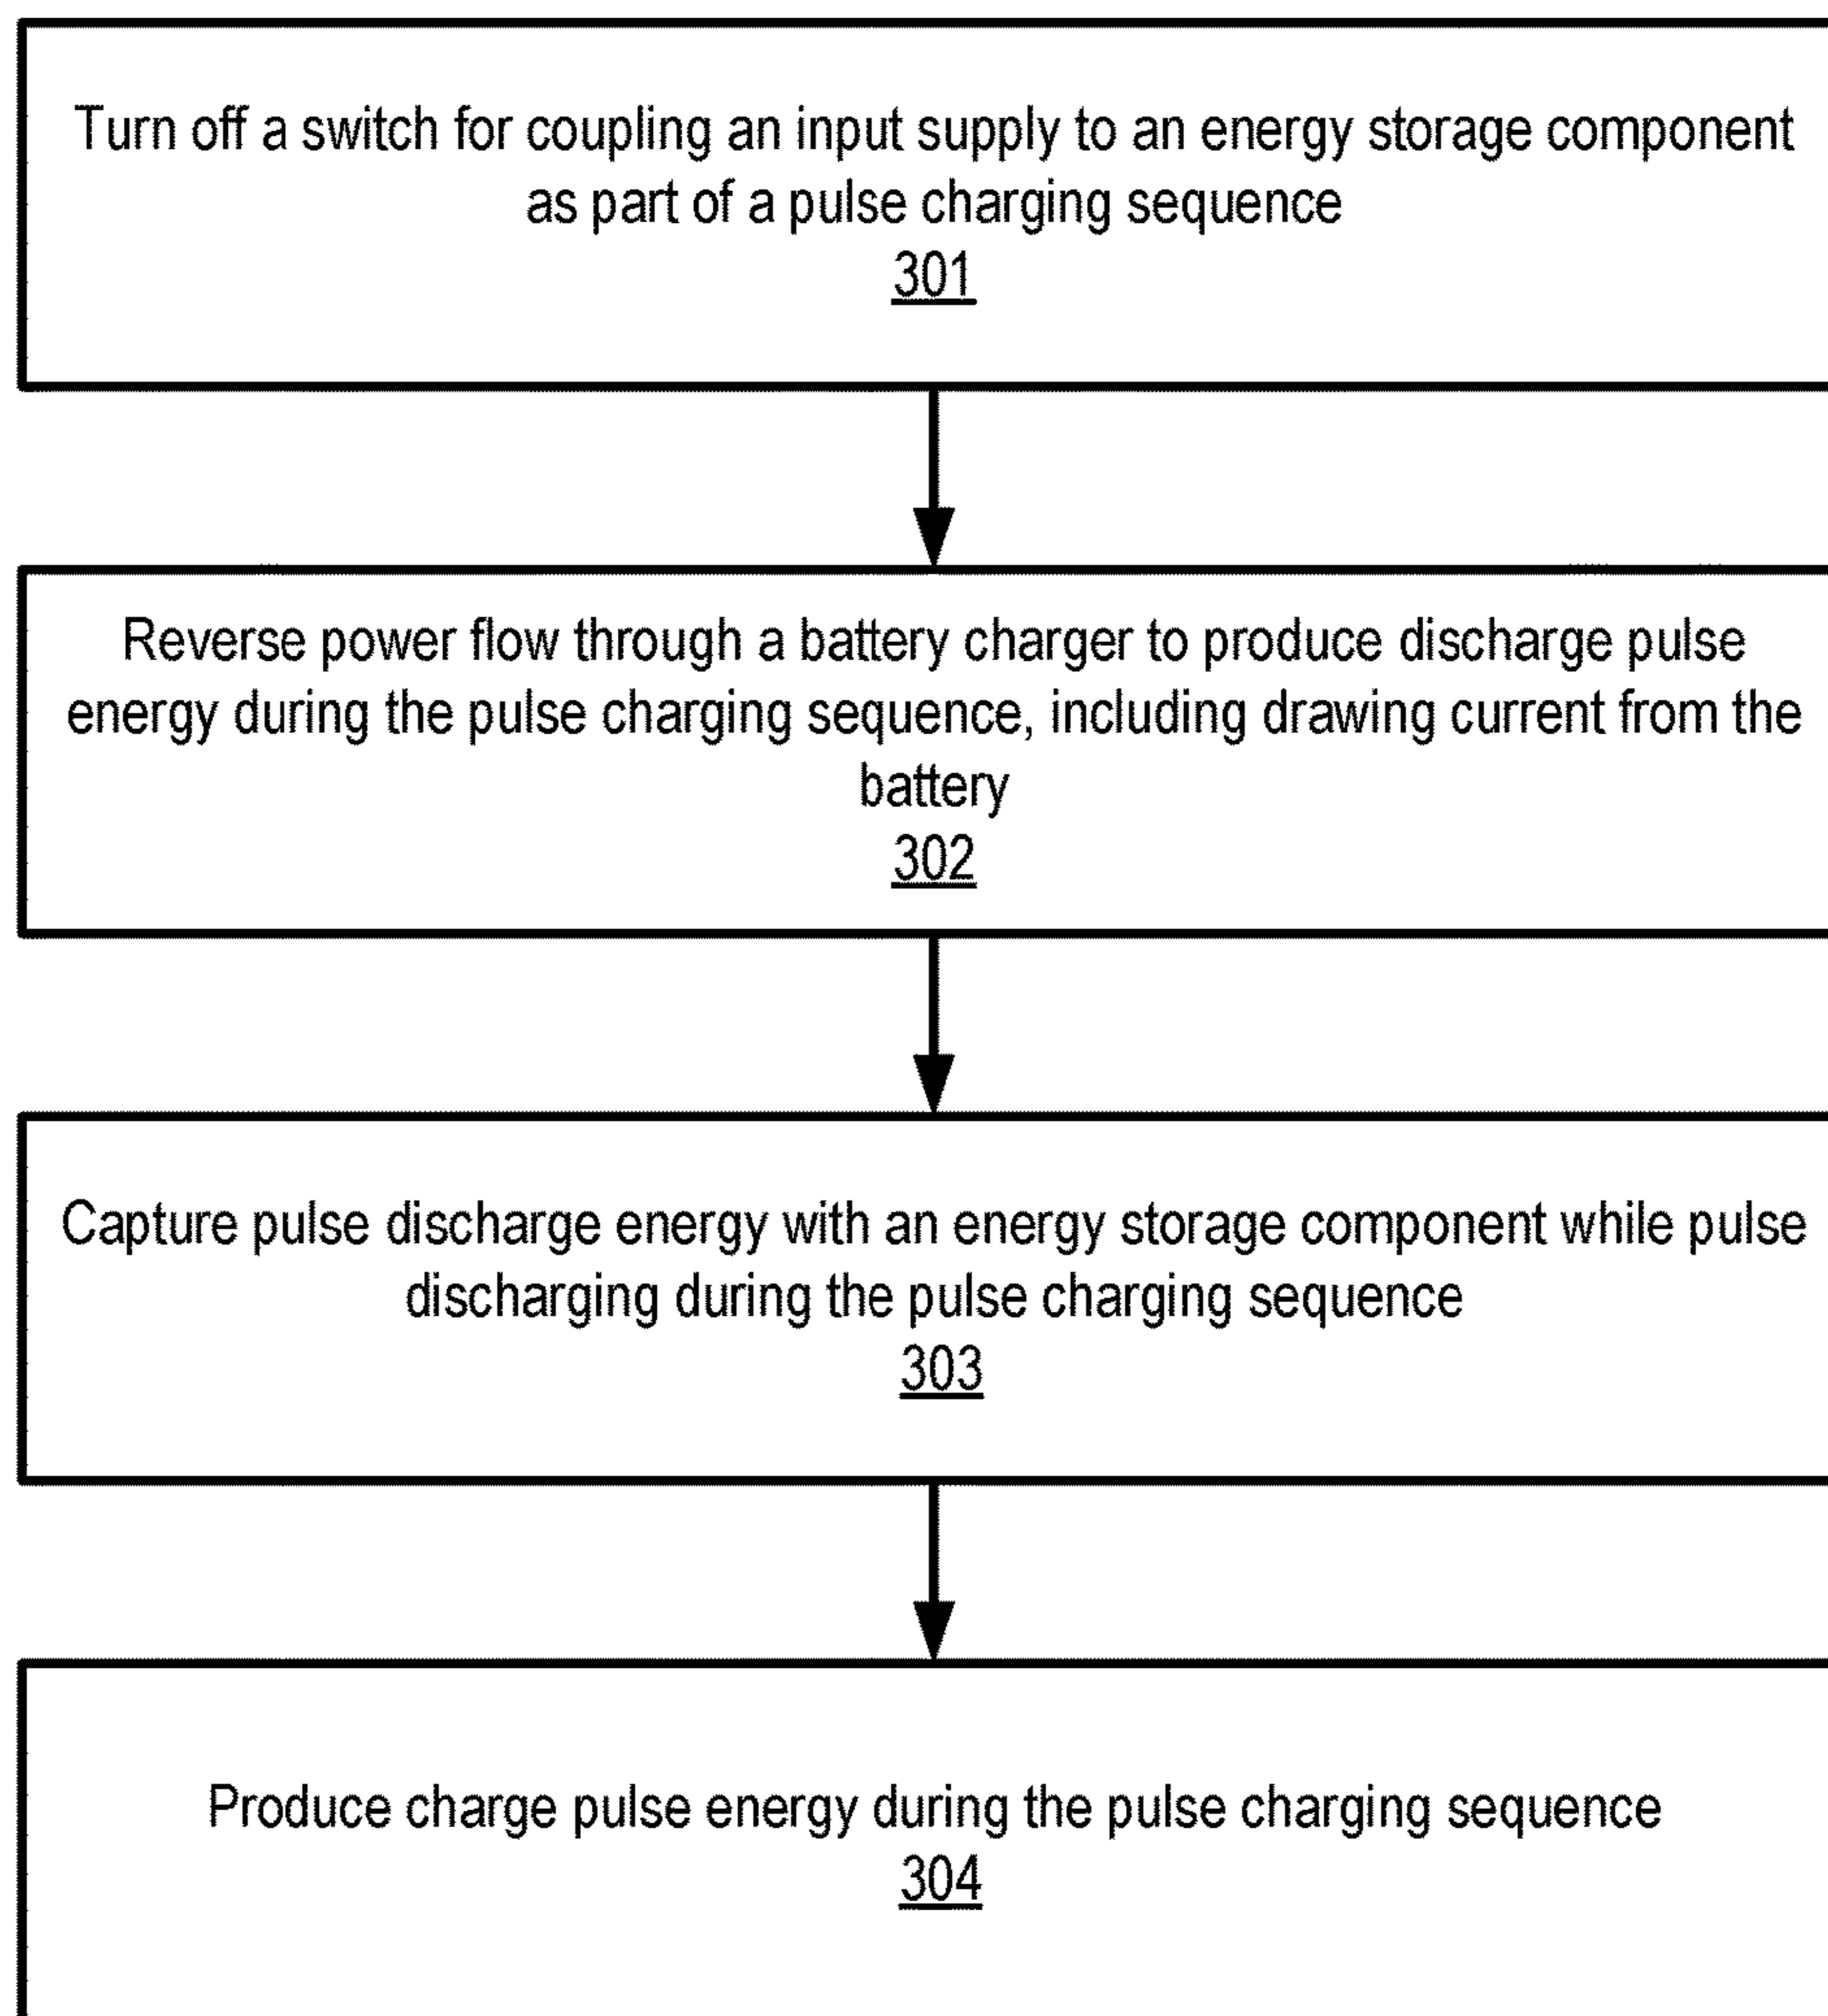 Turn off a switch for coupling an input supply to an energy storage component
as part of a pulse charging sequence
301
Reverse power flow through a battery charger to produce discharge pulse
energy during the pulse charging sequence, including drawing current from the
battery
302
Capture pulse discharge energy with an energy storage component while pulse
discharging during the pulse charging sequence
303
Produce charge pulse energy during the pulse charging sequence
304